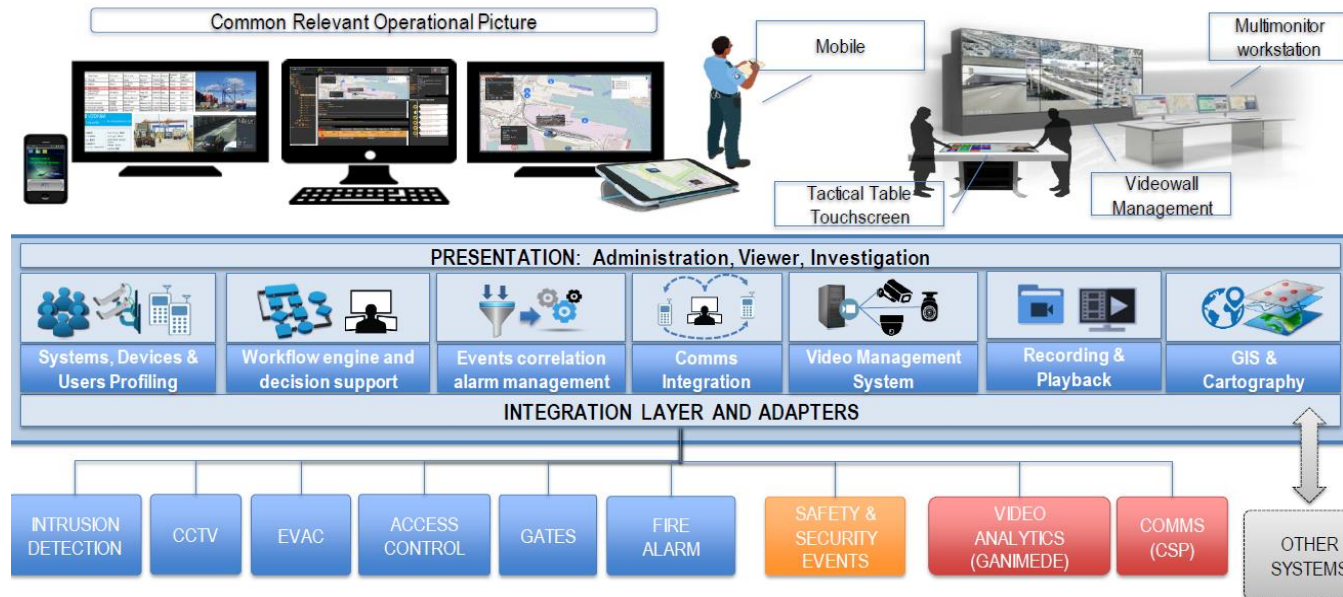 Common Relevant Operational Picture
Mobile
Multimonitor
workstation
Tactical Table
Touchscreen
Videowall
Management
PRESENTATION: Administration, Viewer, Investigation
Systems, Devices &
Users Profiling
Workflow engine and
decision support
Events correlation
alarm management
Comms
Integration
Video Management
System
Recording &
Playback
GIS &
Cartography
INTEGRATION LAYER AND ADAPTERS
INTRUSION
DETECTION
CCTV
EVAC
ACCESS
CONTROL
GATES
FIRE
ALARM
SAFETY &
SECURITY
EVENTS
VIDEO
ANALYTICS
(GANIMEDE)
COMMS
(CSP)
OTHER
SYSTEMS